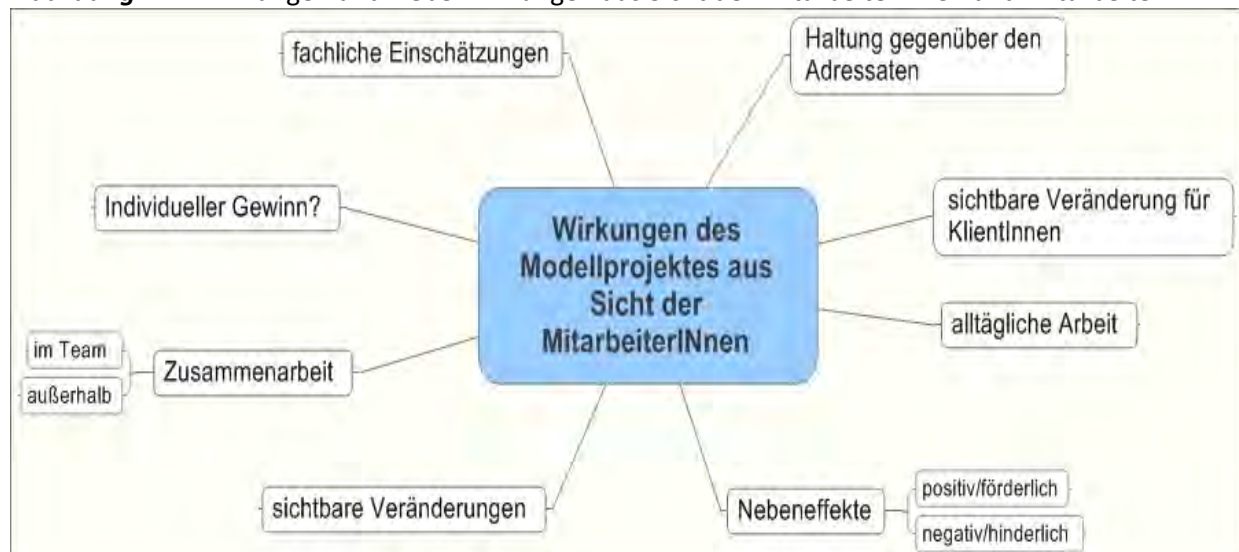 fachliche Einschätzungen
Haltung gegenüber den
Adressaten
Individueller Gewinn?
sichtbare Veränderung für
KlientInnen
Wirkungen des
Modellprojektes aus
Sicht der
MitarbeiterINnen
alltägliche Arbeit
im Team
außerhalb
Zusammenarbeit
sichtbare Veränderungen
Nebeneffekte
positiv/förderlich
negativ/hinderlich